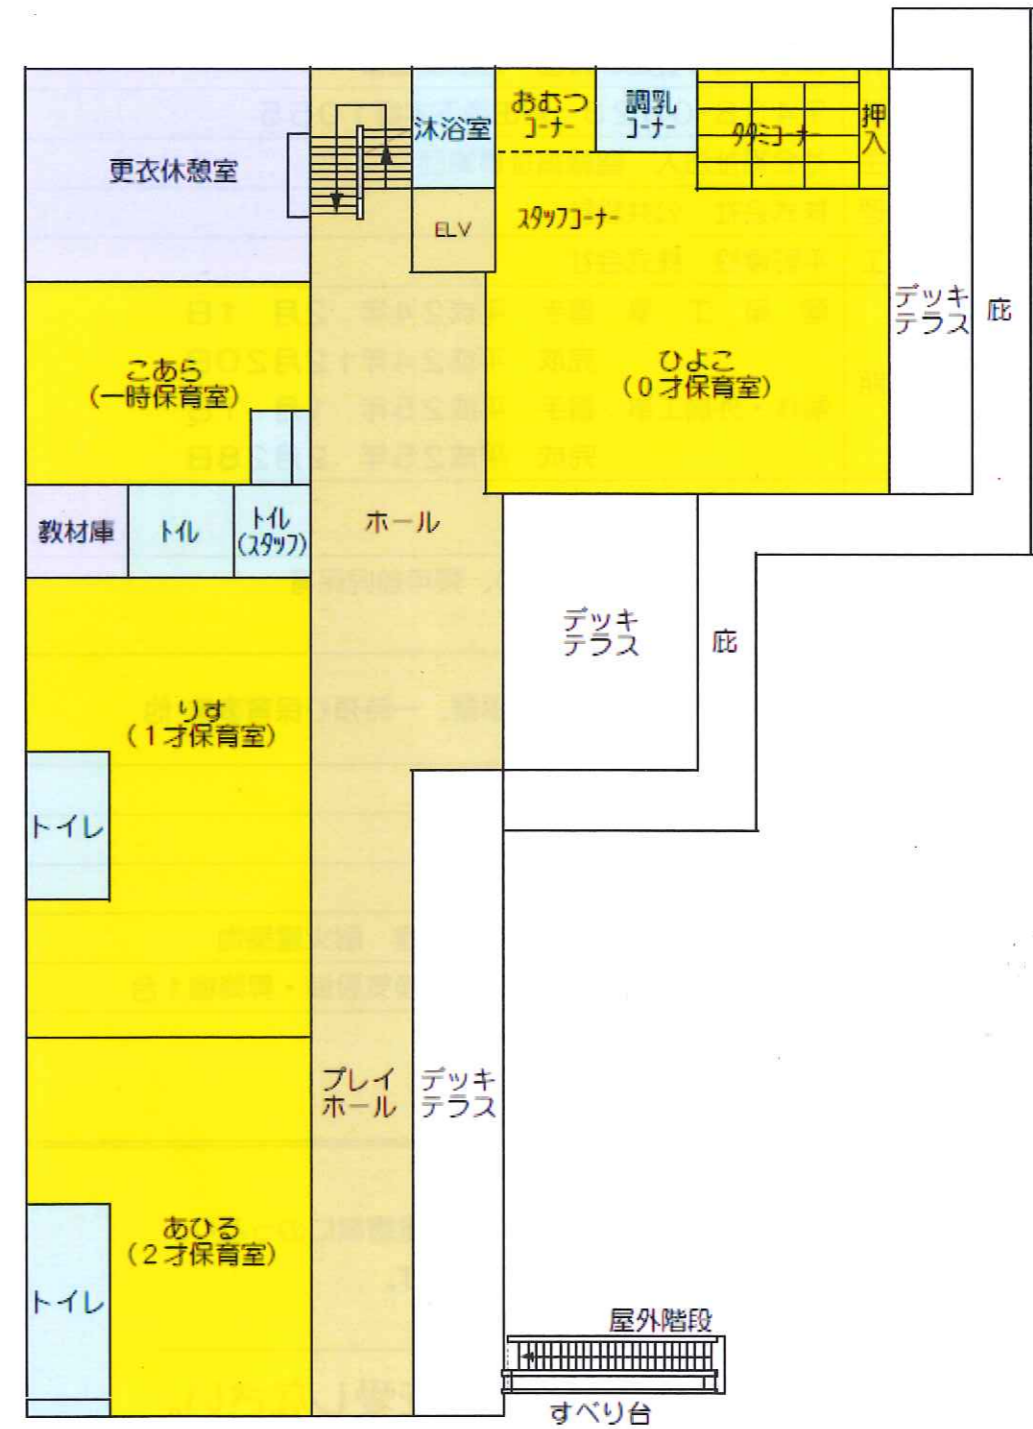 更衣休憩室
沐浴室
おむつ
コーナー
調乳
コーナー
タタミコーナー
押
入
ELV
スタッフコーナー
デッキ
テラス
庇
こあら
(一時保育室)
ひよこ
(0才保育室)
教材庫
トイレ
トイレ
(スタッフ)
ホール
デッキ
テラス
庇
りす
(1才保育室)
トイレ
プレイ
ホール
デッキ
テラス
あひる
(2才保育室)
トイレ
屋外階段
すべり台